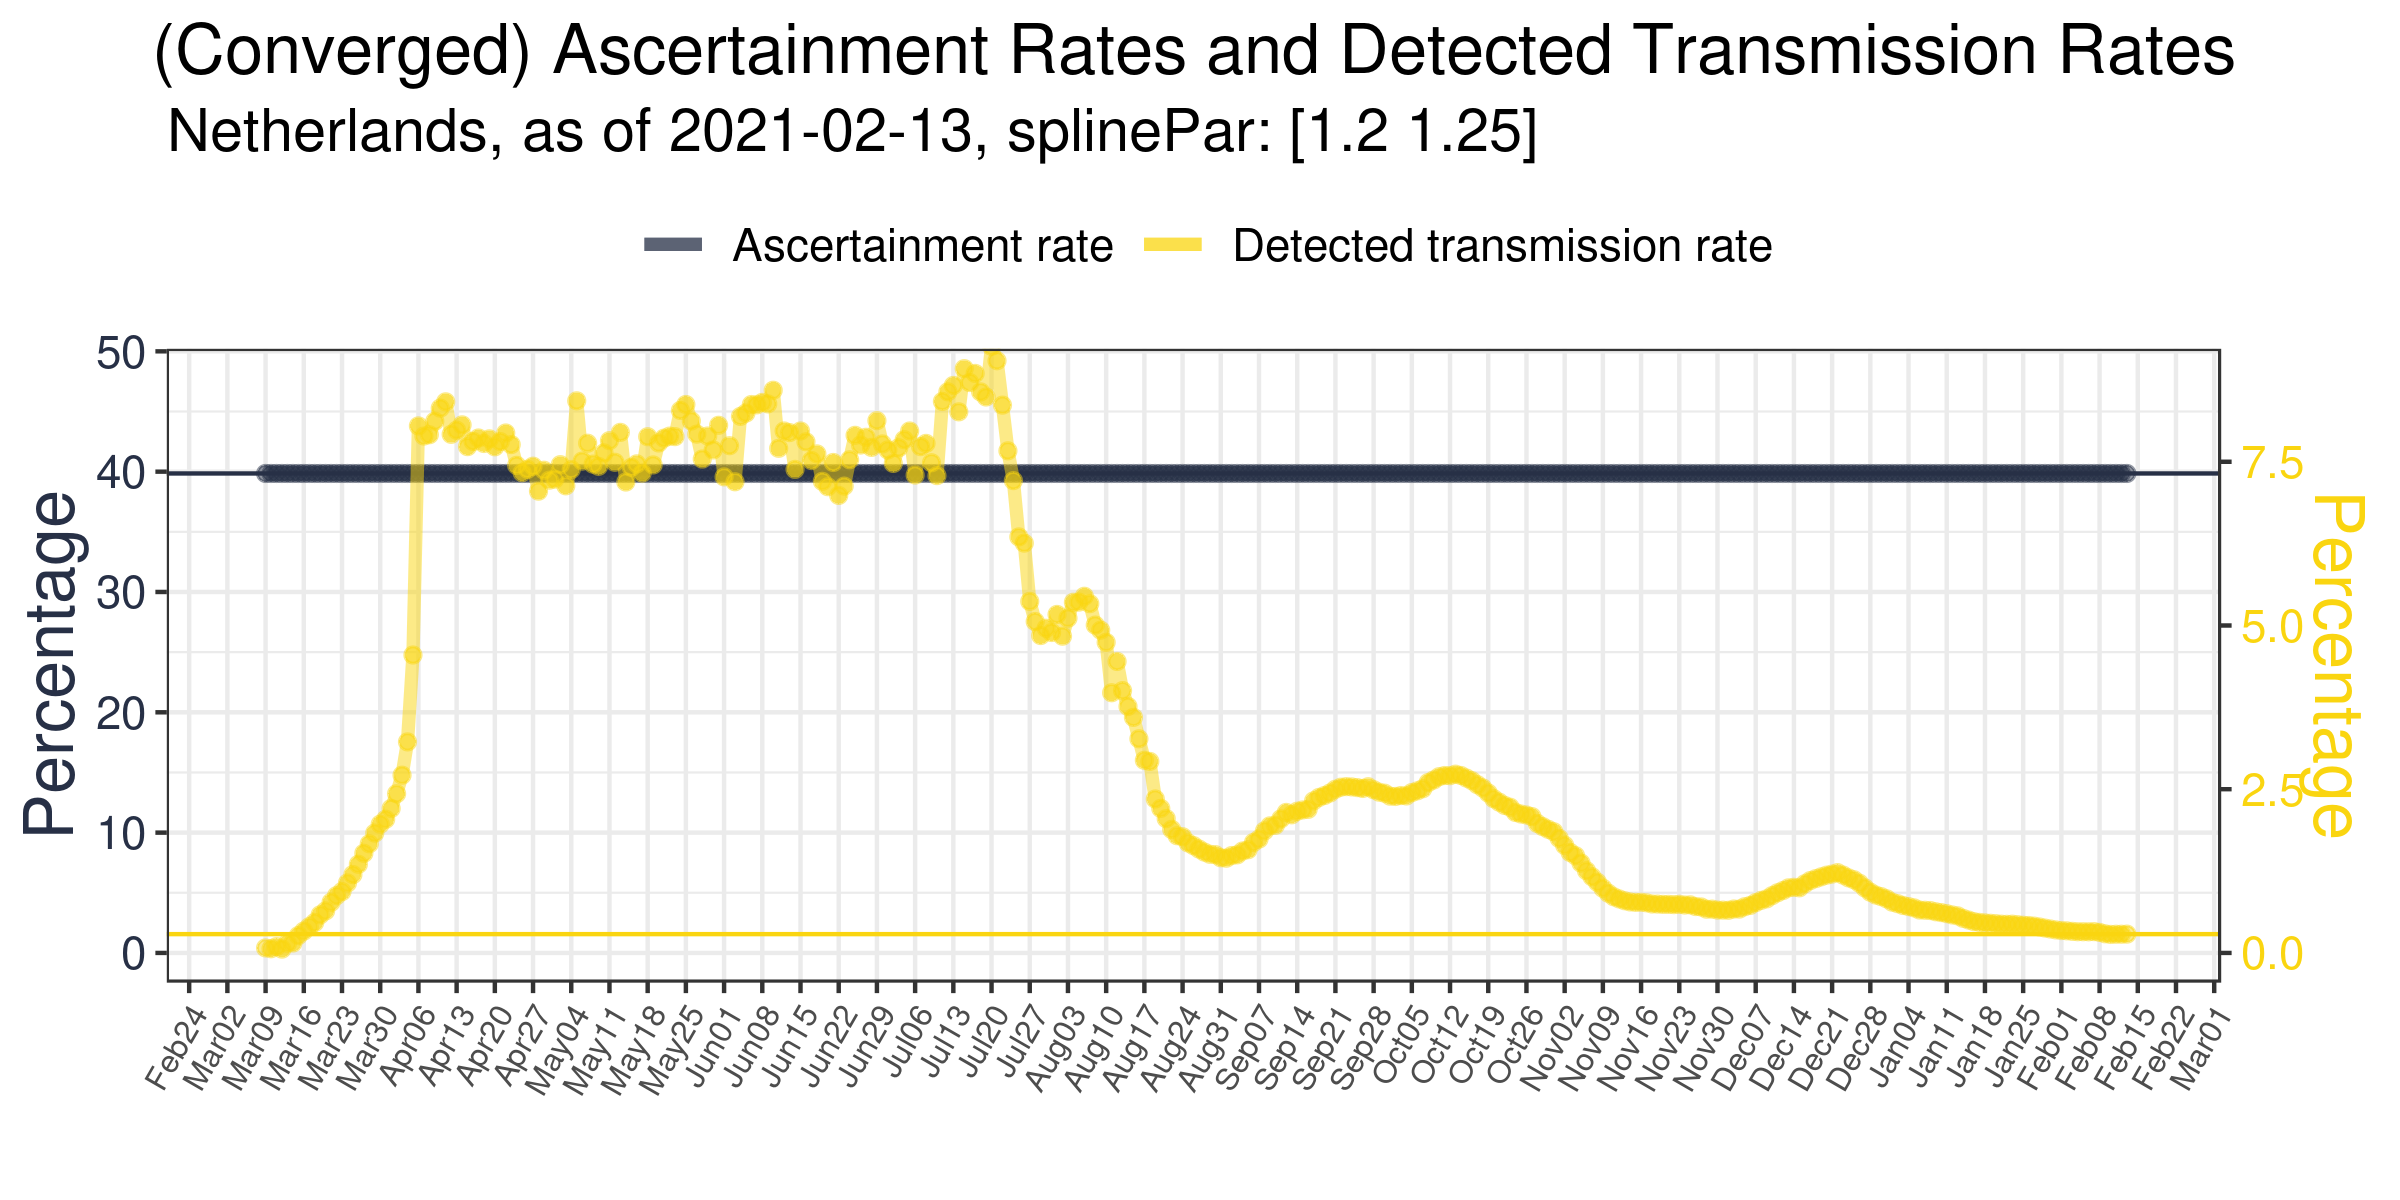 (Converged) Ascertainment Rates and Detected Transmission Rates
Netherlands, as of 2021-02-13, splinePar: [1.2 1.25]
Ascertainment rate Detected transmission rate
Percentage
50
40
30
20
10
0
7.5
5.0
2.5
0.0
Percentage
Feb24 Mar02 Mar09 Mar16 Mar23 Mar30 Apr06 Apr13 Apr20 Apr27 May04 May11 May18 May25 Jun01 Jun08 Jun15 Jun22 Jun29 Jul06 Jul13 Jul20 Jul27 Aug03 Aug10 Aug17 Aug24 Aug31 Sep07 Sep14 Sep21 Sep28 Oct05 Oct12 Oct19 Oct26 Nov02 Nov09 Nov16 Nov23 Nov30 Dec07 Dec14 Dec21 Dec28 Jan04 Jan11 Jan18 Jan25 Feb01 Feb08 Feb15 Feb22 Mar01